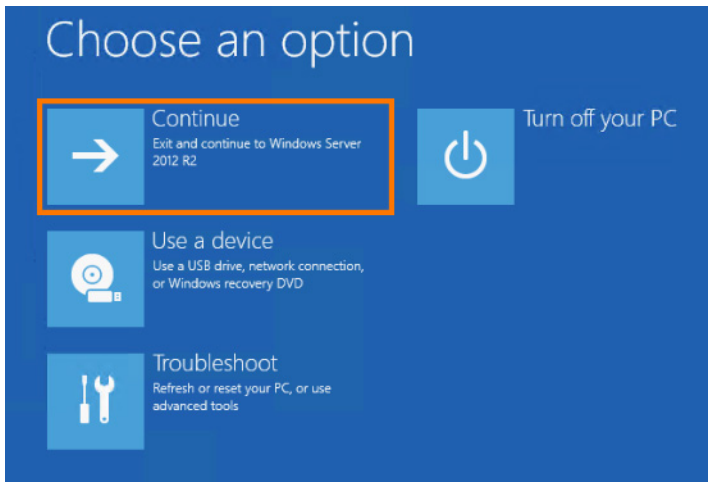 Choose an option
Continue
Exit and continue to Windows Server
2012 R2
Turn off your PC
Use a device
Use a USB drive, network connection,
or Windows recovery DVD
Troubleshoot
Refresh or reset your PC, or use
advanced tools